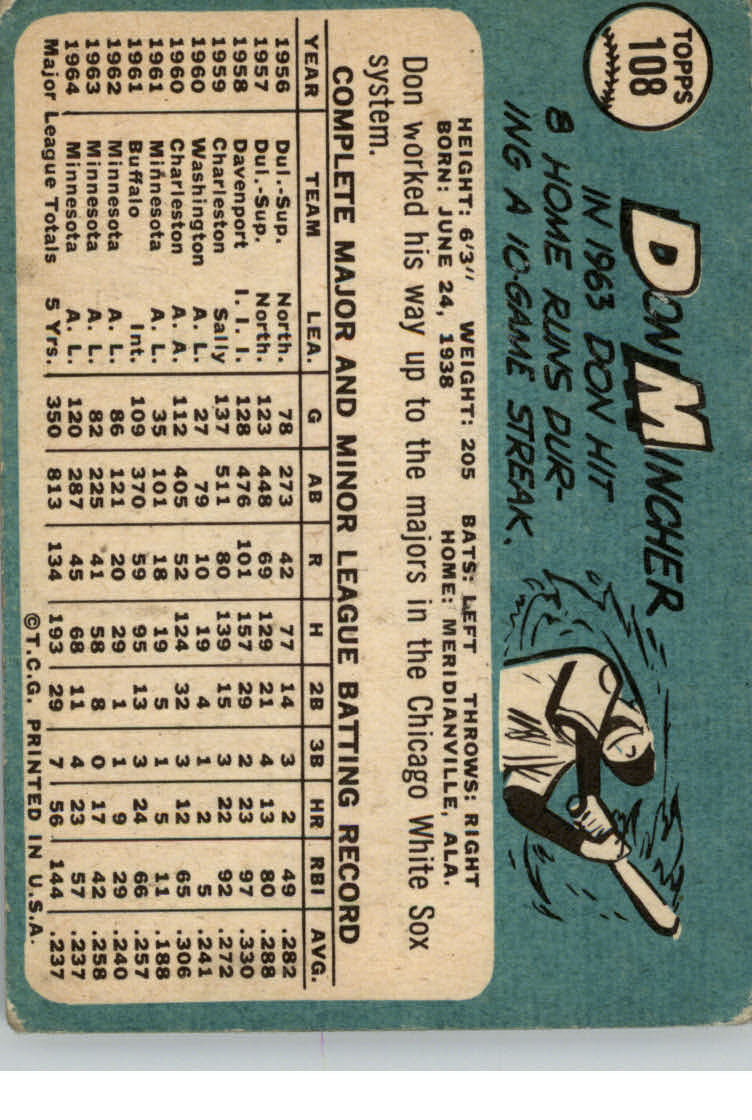 TOPPS
108
DON MINCHER
IN 1963 DON HIT
8 HOME RUNS DUR-
ING A 10-GAME STREAK.
HEIGHT: 6'3" WEIGHT: 205 BATS: LEFT THROWS: RIGHT
BORN: JUNE 24, 1938 HOME: MERIDIANVILLE, ALA.
Don worked his way up to the majors in the Chicago White Sox
system.
COMPLETE MAJOR AND MINOR LEAGUE BATTING RECORD
YEAR TEAM LEA. G AB R H 2B 3B HR RBI AVG.
1956 Dul.-Sup. North. 78 273 42 77 14 3 2 49 .282
1957 Dul.-Sup. North. 123 448 69 129 21 4 13 80 .288
1958 Davenport I. I. I. 128 476 101 157 29 2 23 97 .330
1959 Charleston Sally 137 511 80 139 15 3 22 92 .272
1960 Washington A. L. 27 79 10 19 4 1 2 5 .241
1960 Charleston A. A. 112 405 52 124 32 3 12 65 .306
1961 Minnesota A. L. 35 101 18 19 5 1 5 11 .188
1961 Buffalo Int. 109 370 59 95 13 3 24 66 .257
1962 Minnesota A. L. 86 121 20 29 1 1 9 29 .240
1963 Minnesota A. L. 82 225 41 58 8 0 17 42 .258
1964 Minnesota A. L. 120 287 45 68 11 4 23 57 .237
Major League Totals 5 Yrs. 350 813 134 193 29 7 56 144 .237
©T.C.G. PRINTED IN U.S.A.